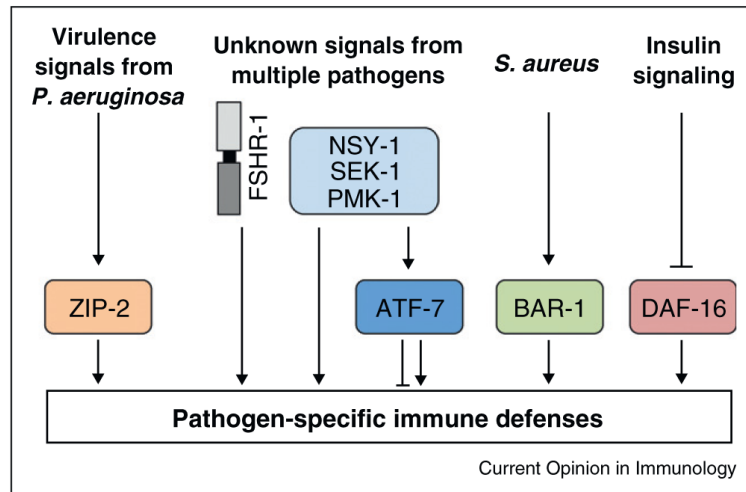 Virulence
signals from
P. aeruginosa
Unknown signals from
multiple pathogens
S. aureus
Insulin
signaling
FSHR-1
NSY-1
SEK-1
PMK-1
ZIP-2
ATF-7
BAR-1
DAF-16
Pathogen-specific immune defenses
Current Opinion in Immunology